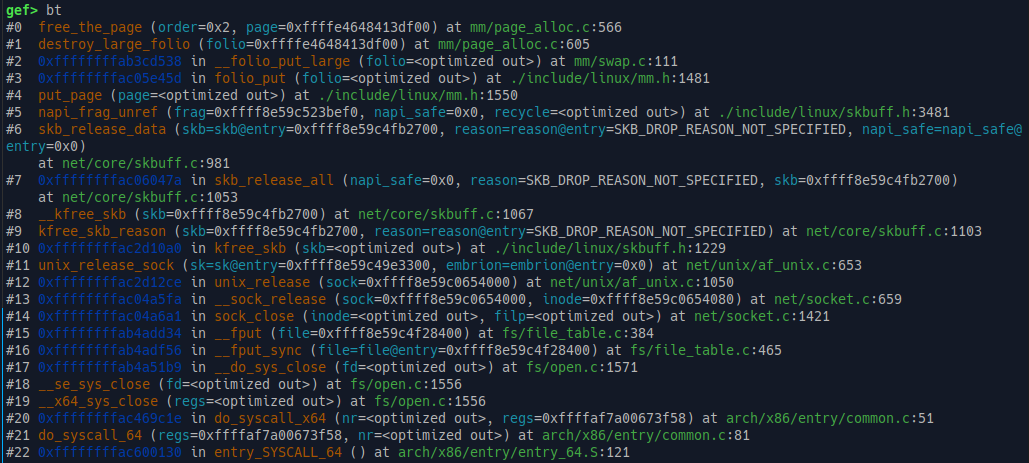 gef> bt
#0  free_the_page (order=0x2, page=0xffffe4648413df00) at mm/page_alloc.c:566
#1  destroy_large_folio (folio=0xffffe4648413df00) at mm/page_alloc.c:605
#2  0xffffffffab3cd538 in __folio_put_large (folio=<optimized out>) at mm/swap.c:111
#3  0xffffffffac05e45d in folio_put (folio=<optimized out>) at ./include/linux/mm.h:1481
#4  put_page (page=<optimized out>) at ./include/linux/mm.h:1550
#5  napi_frag_unref (frag=0xffff8e59c523bef0, napi_safe=0x0, recycle=<optimized out>) at ./include/linux/skbuff.h:3481
#6  skb_release_data (skb=skb@entry=0xffff8e59c4fb2700, reason=reason@entry=SKB_DROP_REASON_NOT_SPECIFIED, napi_safe=napi_safe@
entry=0x0)
    at net/core/skbuff.c:981
#7  0xffffffffac06047a in skb_release_all (napi_safe=0x0, reason=SKB_DROP_REASON_NOT_SPECIFIED, skb=0xffff8e59c4fb2700)
    at net/core/skbuff.c:1053
#8  __kfree_skb (skb=0xffff8e59c4fb2700) at net/core/skbuff.c:1067
#9  kfree_skb_reason (skb=0xffff8e59c4fb2700, reason=reason@entry=SKB_DROP_REASON_NOT_SPECIFIED) at net/core/skbuff.c:1103
#10 0xffffffffac2d10a0 in kfree_skb (skb=<optimized out>) at ./include/linux/skbuff.h:1229
#11 unix_release_sock (sk=sk@entry=0xffff8e59c49e3300, embrion=embrion@entry=0x0) at net/unix/af_unix.c:653
#12 0xffffffffac2d12ce in unix_release (sock=0xffff8e59c0654000) at net/unix/af_unix.c:1050
#13 0xffffffffac04a5fa in __sock_release (sock=0xffff8e59c0654000, inode=0xffff8e59c0654080) at net/socket.c:659
#14 0xffffffffac04a6a1 in sock_close (inode=<optimized out>, filp=<optimized out>) at net/socket.c:1421
#15 0xffffffffab4add34 in __fput (file=0xffff8e59c4f28400) at fs/file_table.c:384
#16 0xffffffffab4adf56 in __fput_sync (file=file@entry=0xffff8e59c4f28400) at fs/file_table.c:465
#17 0xffffffffab4a51b9 in __do_sys_close (fd=<optimized out>) at fs/open.c:1571
#18 __se_sys_close (fd=<optimized out>) at fs/open.c:1556
#19 __x64_sys_close (regs=<optimized out>) at fs/open.c:1556
#20 0xffffffffac469c1e in do_syscall_x64 (nr=<optimized out>, regs=0xffffaf7a00673f58) at arch/x86/entry/common.c:51
#21 do_syscall_64 (regs=0xffffaf7a00673f58, nr=<optimized out>) at arch/x86/entry/common.c:81
#22 0xffffffffac600130 in entry_SYSCALL_64 () at arch/x86/entry/entry_64.S:121